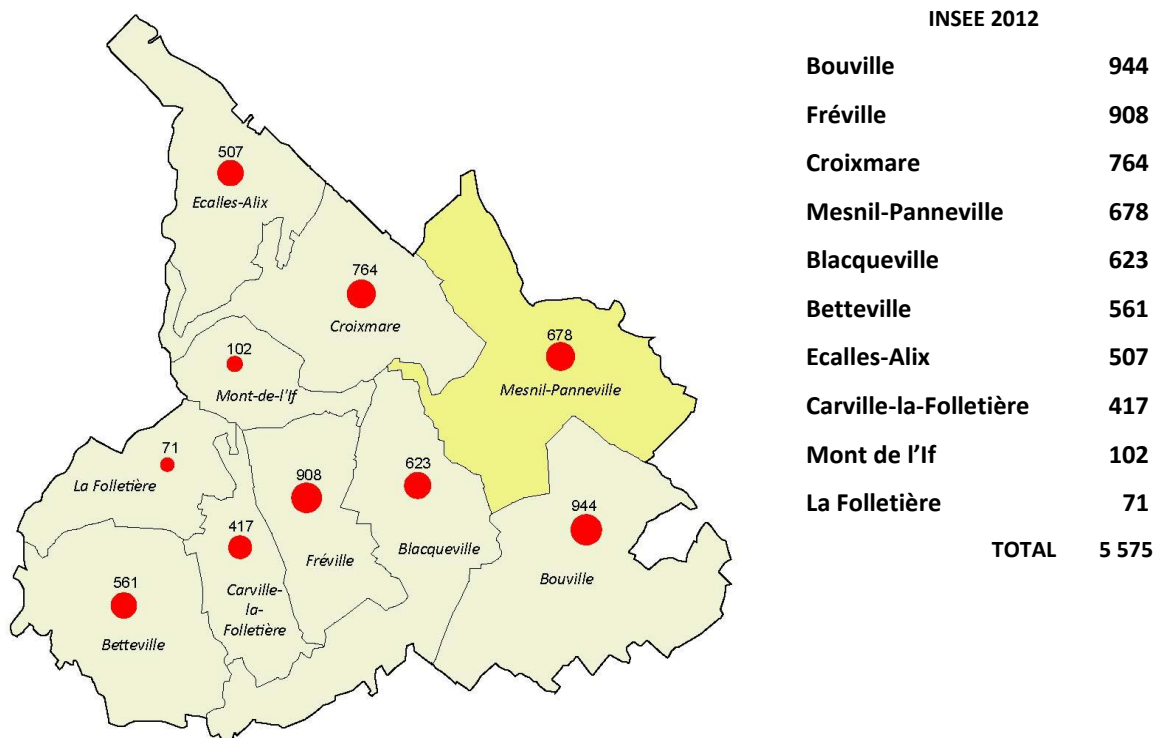 507
Ecalles-Alix
764
Croixmare
678
Mesnil-Panneville
102
Mont-de-l'If
71
La Folletière
908
Fréville
623
Blacqueville
944
Bouville
417
Carville-
la-
Folletière
561
Betteville
INSEE 2012
Bouville 944
Fréville 908
Croixmare 764
Mesnil-Panneville 678
Blacqueville 623
Betteville 561
Ecalles-Alix 507
Carville-la-Folletière 417
Mont de l’If 102
La Folletière 71
TOTAL 5 575